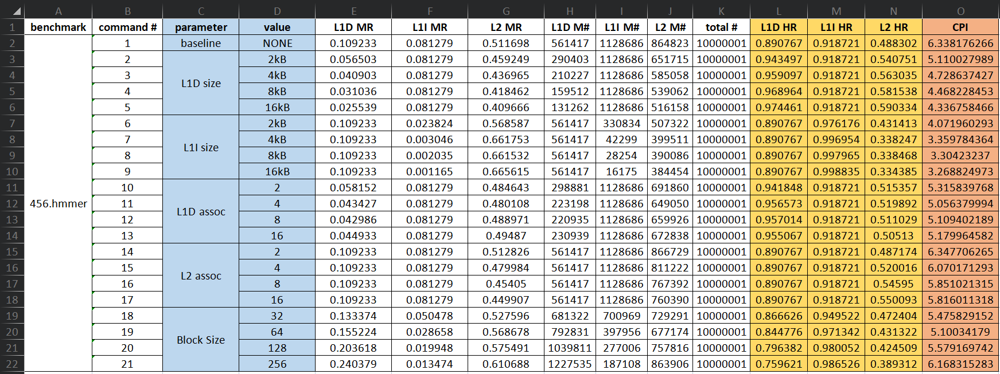 A B C D E F G H I J K L M N O
1 benchmark command # parameter value L1D MR L1I MR L2 MR L1D M# L1I M# L2 M# total # L1D HR L1I HR L2 HR CPI
2 1 baseline NONE 0.109233 0.081279 0.511698 561417 1128686 864823 10000001 0.890767 0.918721 0.488302 6.338176266
3 2 2kB 0.056503 0.081279 0.459249 290403 1128686 651715 10000001 0.943497 0.918721 0.540751 5.110027989
4 3 4kB 0.040903 0.081279 0.436965 210227 1128686 585058 10000001 0.959097 0.918721 0.563035 4.728637427
L1D size
5 4 8kB 0.031036 0.081279 0.418462 159512 1128686 539062 10000001 0.968964 0.918721 0.581538 4.468228453
6 5 16kB 0.025539 0.081279 0.409666 131262 1128686 516158 10000001 0.974461 0.918721 0.590334 4.336758466
7 6 2kB 0.109233 0.023824 0.568587 561417 330834 507322 10000001 0.890767 0.976176 0.431413 4.071960293
8 7 4kB 0.109233 0.003046 0.661753 561417 42299 399511 10000001 0.890767 0.996954 0.338247 3.359784364
L1I size
9 8 8kB 0.109233 0.002035 0.661532 561417 28254 390086 10000001 0.890767 0.997965 0.338468 3.30423237
10 9 16kB 0.109233 0.001165 0.665615 561417 16175 384454 10000001 0.890767 0.998835 0.334385 3.268824973
11 10 2 0.058152 0.081279 0.484643 298881 1128686 691860 10000001 0.941848 0.918721 0.515357 5.315839768
12 456.hmmer 11 4 0.043427 0.081279 0.480108 223198 1128686 649050 10000001 0.956573 0.918721 0.519892 5.056379994
L1D assoc
13 12 8 0.042986 0.081279 0.488971 220935 1128686 659926 10000001 0.957014 0.918721 0.511029 5.109402189
14 13 16 0.044933 0.081279 0.49487 230939 1128686 672838 10000001 0.955067 0.918721 0.50513 5.179964582
15 14 2 0.109233 0.081279 0.512826 561417 1128686 866729 10000001 0.890767 0.918721 0.487174 6.347706265
16 15 4 0.109233 0.081279 0.479984 561417 1128686 811222 10000001 0.890767 0.918721 0.520016 6.070171293
L2 assoc
17 16 8 0.109233 0.081279 0.45405 561417 1128686 767392 10000001 0.890767 0.918721 0.54595 5.851021315
18 17 16 0.109233 0.081279 0.449907 561417 1128686 760390 10000001 0.890767 0.918721 0.550093 5.816011318
19 18 32 0.133374 0.050478 0.527596 681322 700969 729291 10000001 0.866626 0.949522 0.472404 5.475829152
20 19 64 0.155224 0.028658 0.568678 792831 397956 677174 10000001 0.844776 0.971342 0.431322 5.10034179
Block Size
21 20 128 0.203618 0.019948 0.575491 1039811 277006 757816 10000001 0.796382 0.980052 0.424509 5.579169742
22 21 256 0.240379 0.013474 0.610688 1227535 187108 863906 10000001 0.759621 0.986526 0.389312 6.168315283